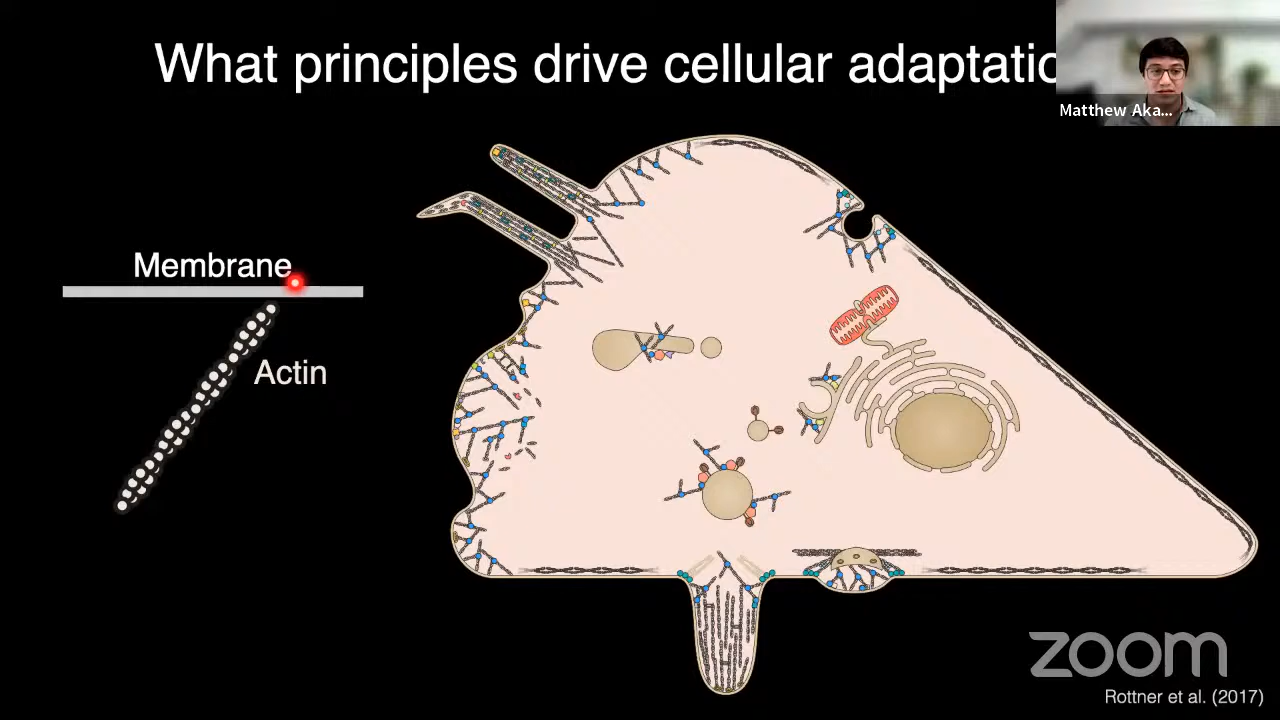 What principles drive cellular adaptatio
Matthew Aka...
Membrane
Actin
zoom
Rottner et al. (2017)